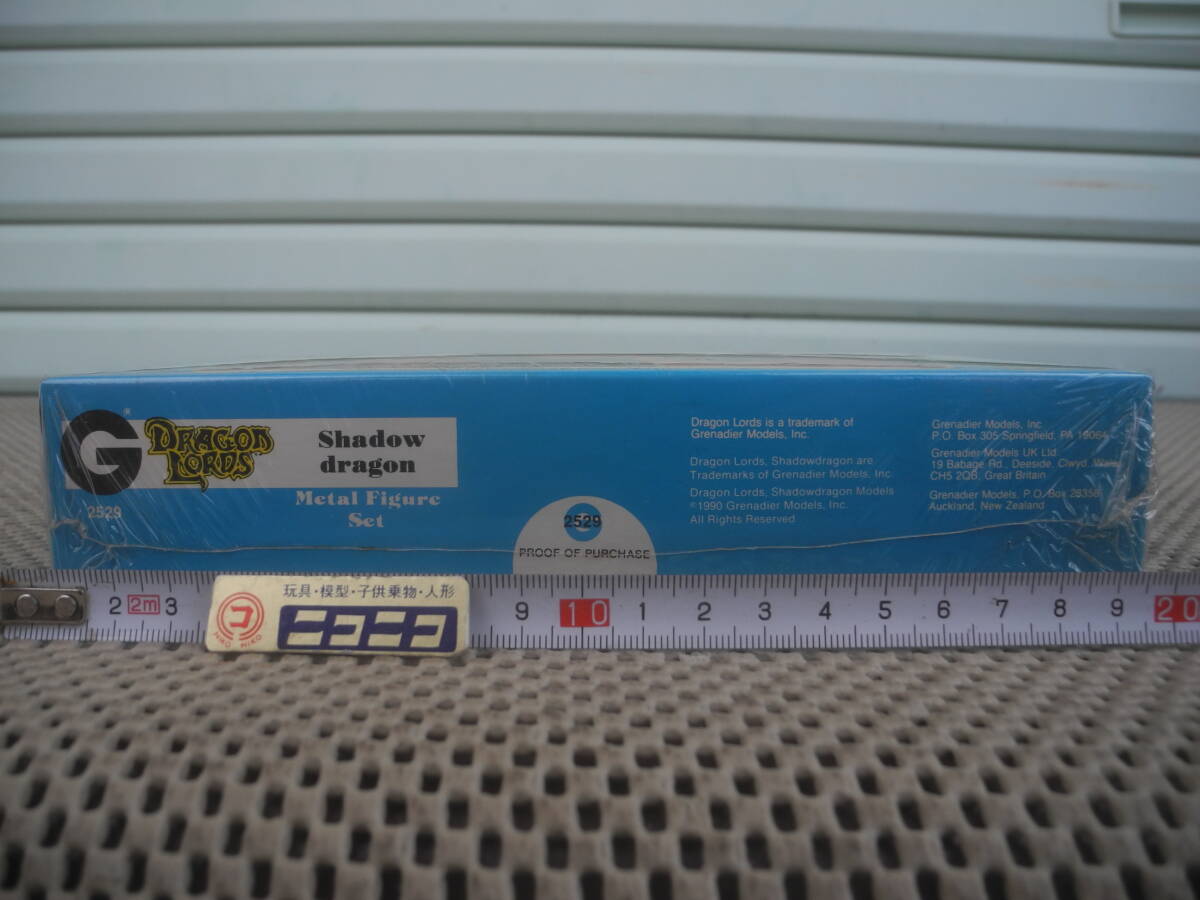 G®
DRAGON
LORDS
2529
Shadow
dragon
Metal Figure
Set
2529
PROOF OF PURCHASE
Dragon Lords is a trademark of
Grenadier Models, Inc.
Dragon Lords, Shadowdragon are
Trademarks of Grenadier Models, Inc.
Dragon Lords, Shadowdragon Models
©1990 Grenadier Models, Inc.
All Rights Reserved
Grenadier Models, Inc
P.O. Box 305 Springfield, PA 19064
Grenadier Models UK Ltd
19 Babage Rd. Deeside, Clwyd, Wales
CH5 2QB, Great Britain
Grenadier Models, P.O. Box 28358
Auckland, New Zealand
2 2m 3
玩具・模型・子供乗物・人形
コ
NIKO NIKO
ニコニコ
9 10 1 2 3 4 5 6 7 8 9 20